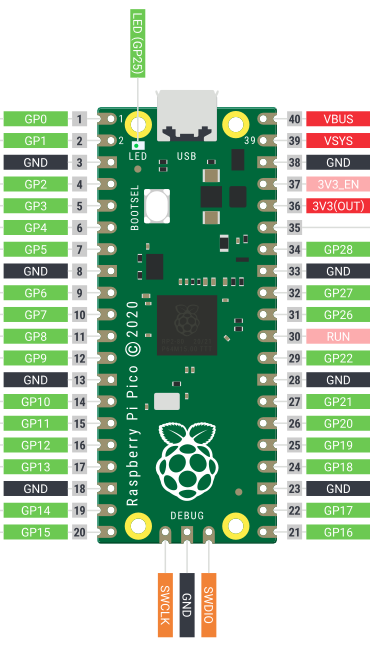 LED (GP25)
GP0 1 1 40 VBUS
GP1 2 2 LED USB 39 39 VSYS
GND 3 38 GND
GP2 4 37 3V3_EN
GP3 5 BOOTSEL 36 3V3(OUT)
GP4 6 35
GP5 7 34 GP28
GND 8 33 GND
GP6 9 32 GP27
GP7 10 31 GP26
GP8 11 30 RUN
GP9 12 29 GP22
GND 13 28 GND
GP10 14 27 GP21
GP11 15 26 GP20
GP12 16 25 GP19
GP13 17 24 GP18
GND 18 23 GND
GP14 19 22 GP17
GP15 20 21 GP16
Raspberry Pi Pico © 2020
DEBUG
SWCLK
GND
SWDIO